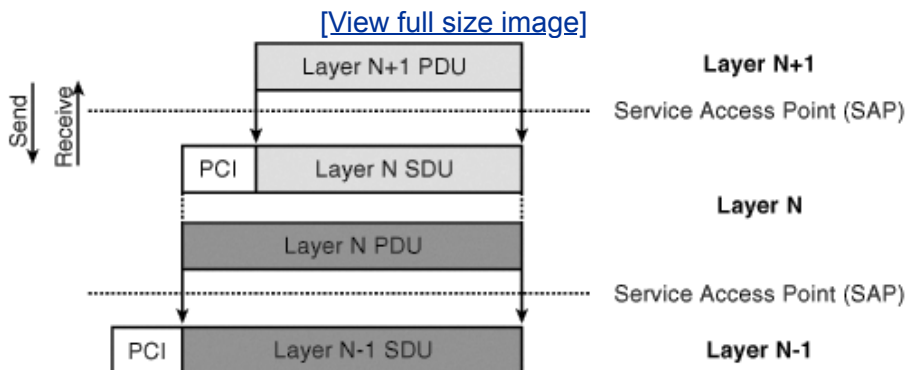 [View full size image]
Layer N+1 PDU
Layer N+1
Send
Receive
Service Access Point (SAP)
PCI
Layer N SDU
Layer N
Layer N PDU
Service Access Point (SAP)
PCI
Layer N-1 SDU
Layer N-1